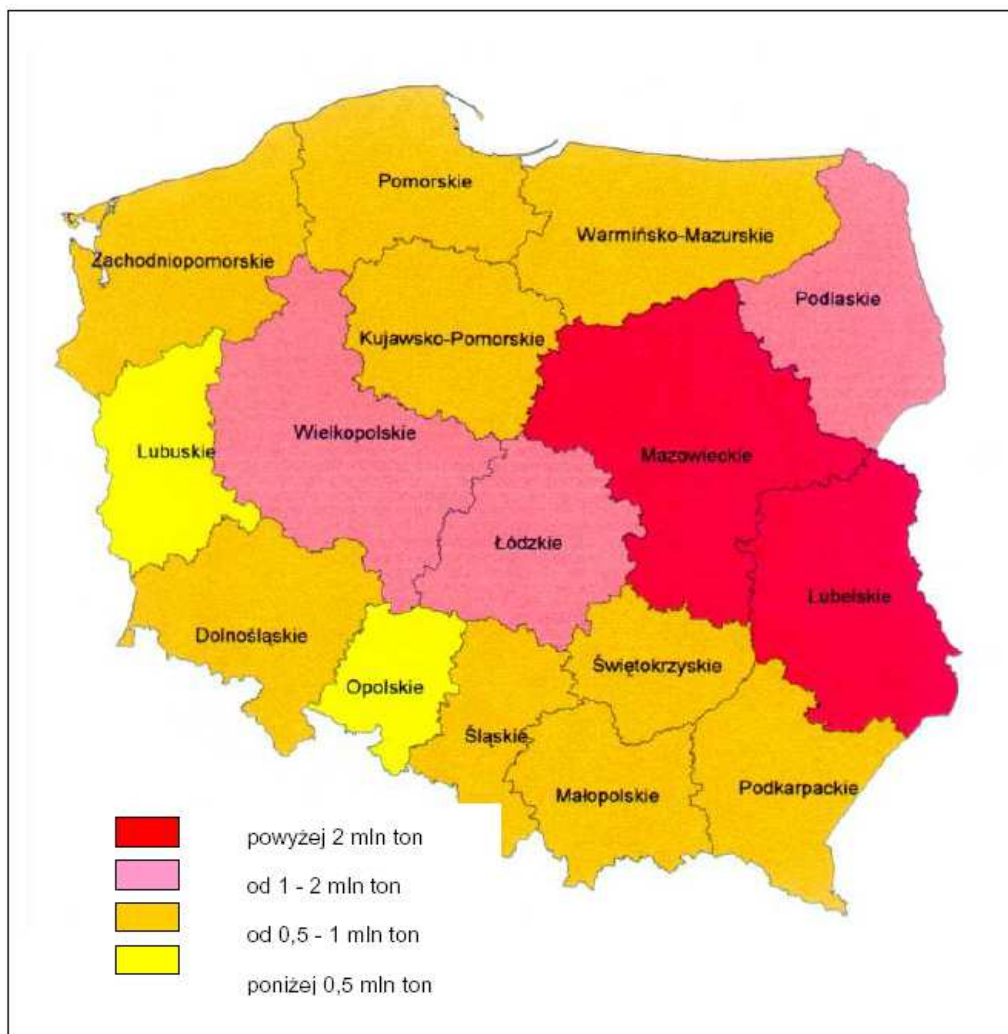 Pomorskie
Warmińsko-Mazurskie
Zachodniopomorskie
Podlaskie
Kujawsko-Pomorskie
Wielkopolskie
Lubuskie
Mazowieckie
Łódzkie
Lubelskie
Dolnośląskie
Świętokrzyskie
Opolskie
Śląskie
Małopolskie
Podkarpackie
powyżej 2 mln ton
od 1 - 2 mln ton
od 0,5 - 1 mln ton
poniżej 0,5 mln ton